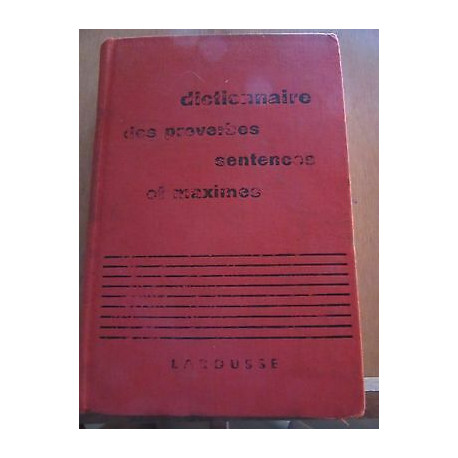 dictionnaire
des proverbes
sentences
et maximes
LAROUSSE